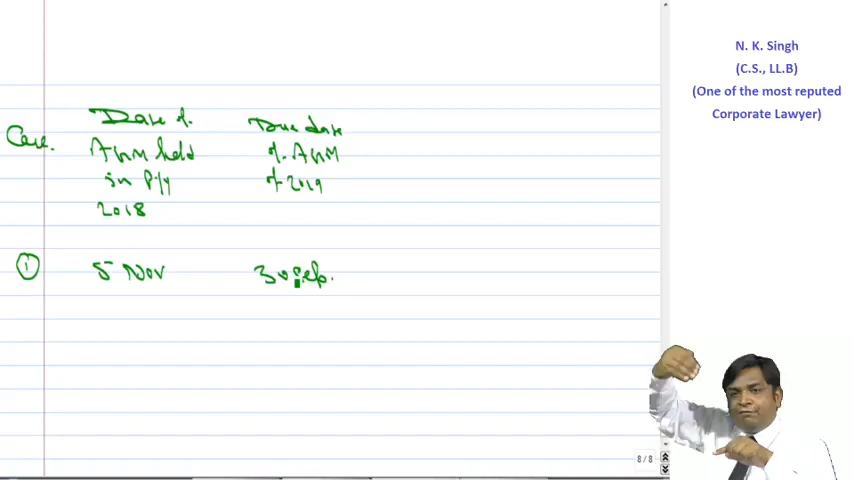 N. K. Singh
(C.S., LL.B)
(One of the most reputed
Corporate Lawyer)
Case.
Date of
AGM held
in P/y
2018
Due date
of AGM
of 2019
① 5 Nov 30 Sep.
8 / 8